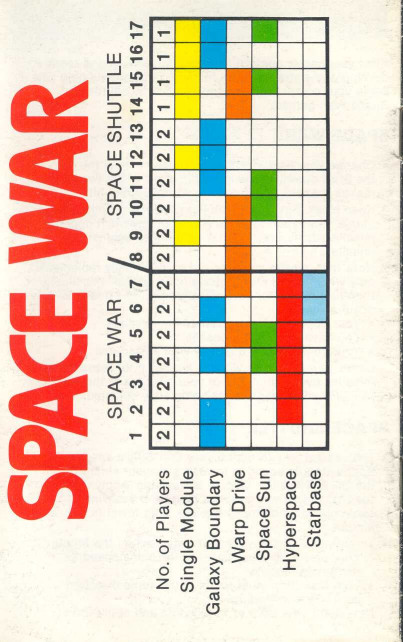 SPACE WAR
SPACE WAR / SPACE SHUTTLE
1 2 3 4 5 6 7 8 9 10 11 12 13 14 15 16 17
No. of Players 2 2 2 2 2 2 2 2 2 2 2 2 2 1 1 1 1
Single Module
Galaxy Boundary
Warp Drive
Space Sun
Hyperspace
Starbase